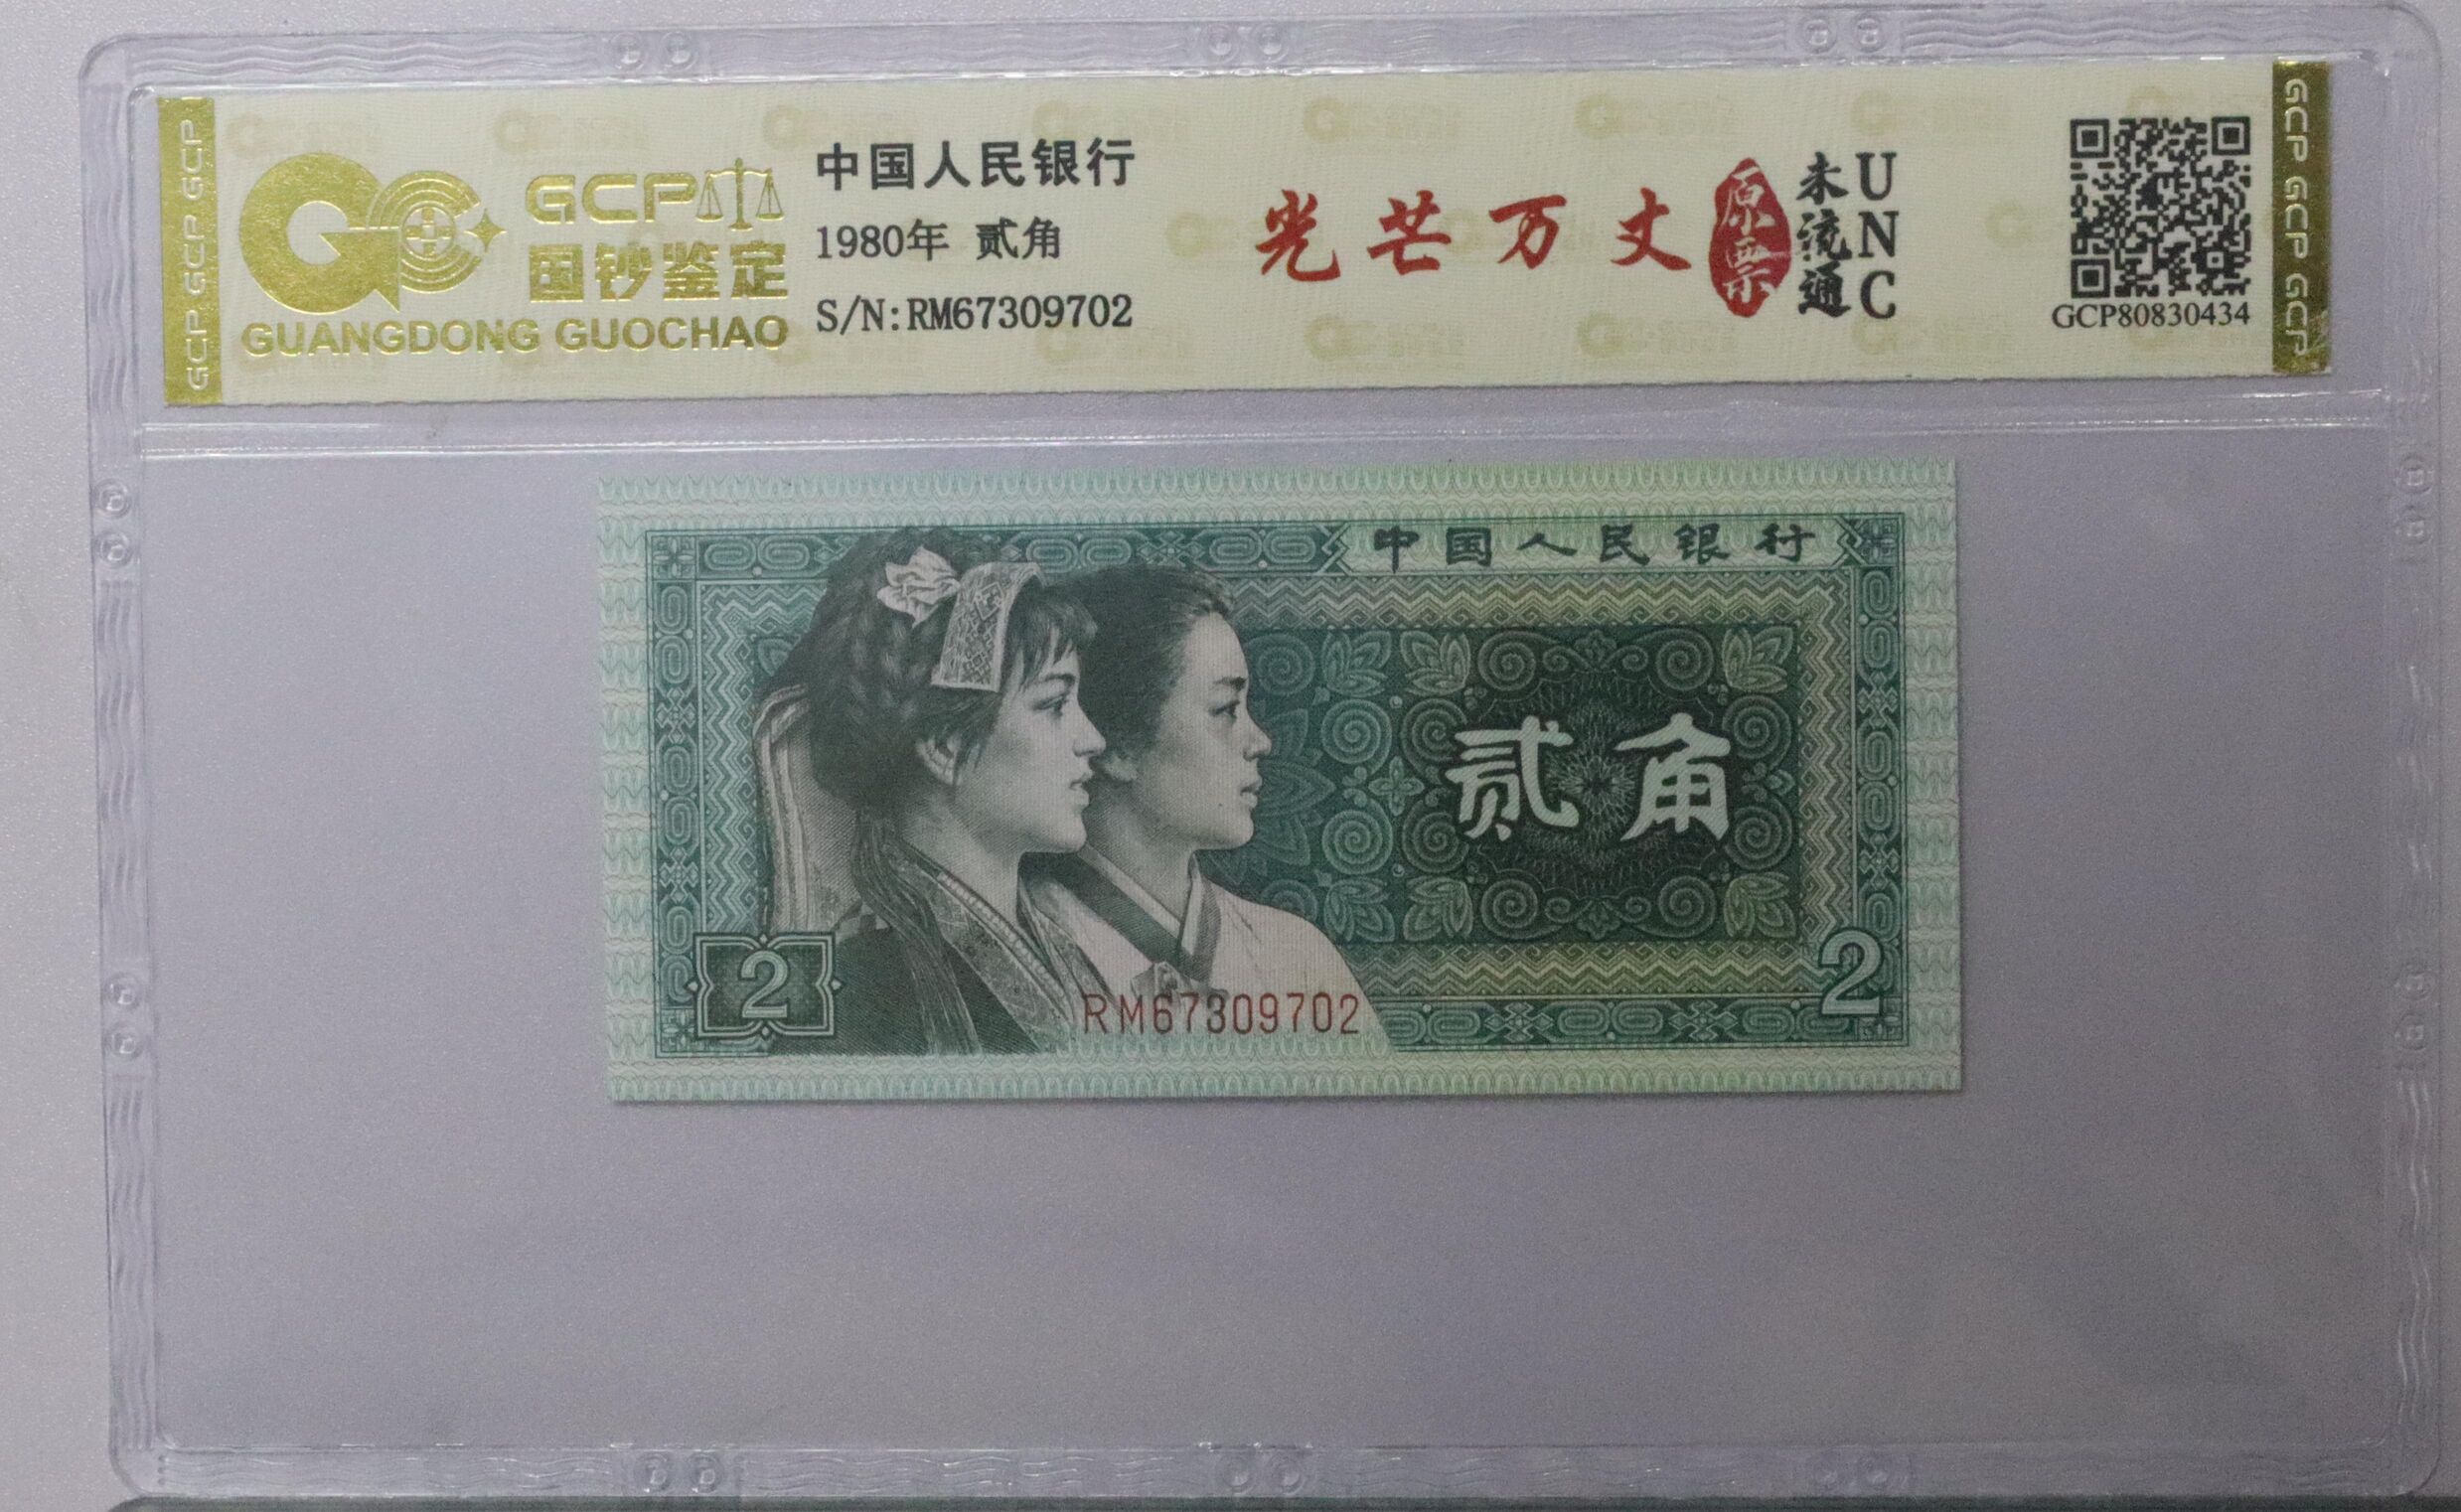 GCP GCP GCP
GCP
国钞鉴定
GUANGDONG GUOCHAO
中国人民银行
1980年 贰角
S/N:RM67309702
光芒万丈
原票
未流通
UNC
GCP80830434
GCP GCP GCP
中国人民银行
贰角
2
RM67309702
2